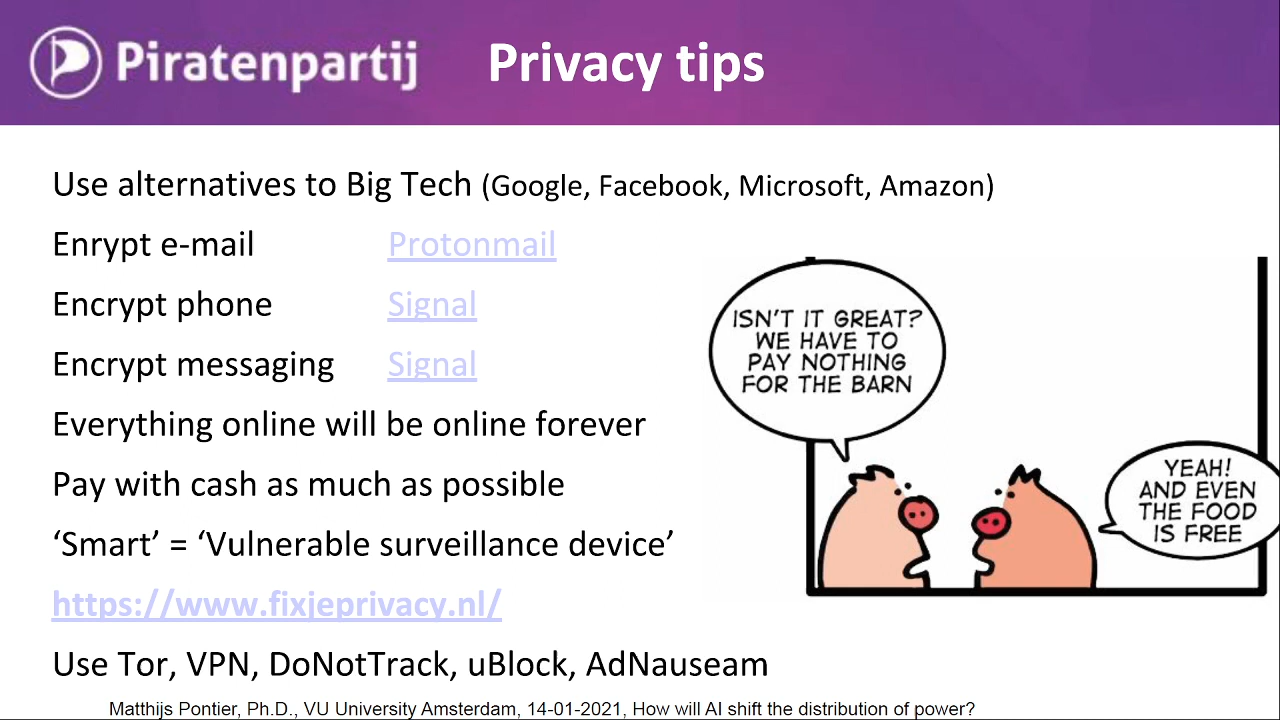 Piratenpartij Privacy tips
Use alternatives to Big Tech (Google, Facebook, Microsoft, Amazon)
Enrypt e-mail Protonmail
Encrypt phone Signal
Encrypt messaging Signal
Everything online will be online forever
Pay with cash as much as possible
‘Smart’ = ‘Vulnerable surveillance device’
https://www.fixjeprivacy.nl/
Use Tor, VPN, DoNotTrack, uBlock, AdNauseam
ISN'T IT GREAT?
WE HAVE TO
PAY NOTHING
FOR THE BARN
YEAH!
AND EVEN
THE FOOD
IS FREE
Matthijs Pontier, Ph.D., VU University Amsterdam, 14-01-2021, How will AI shift the distribution of power?